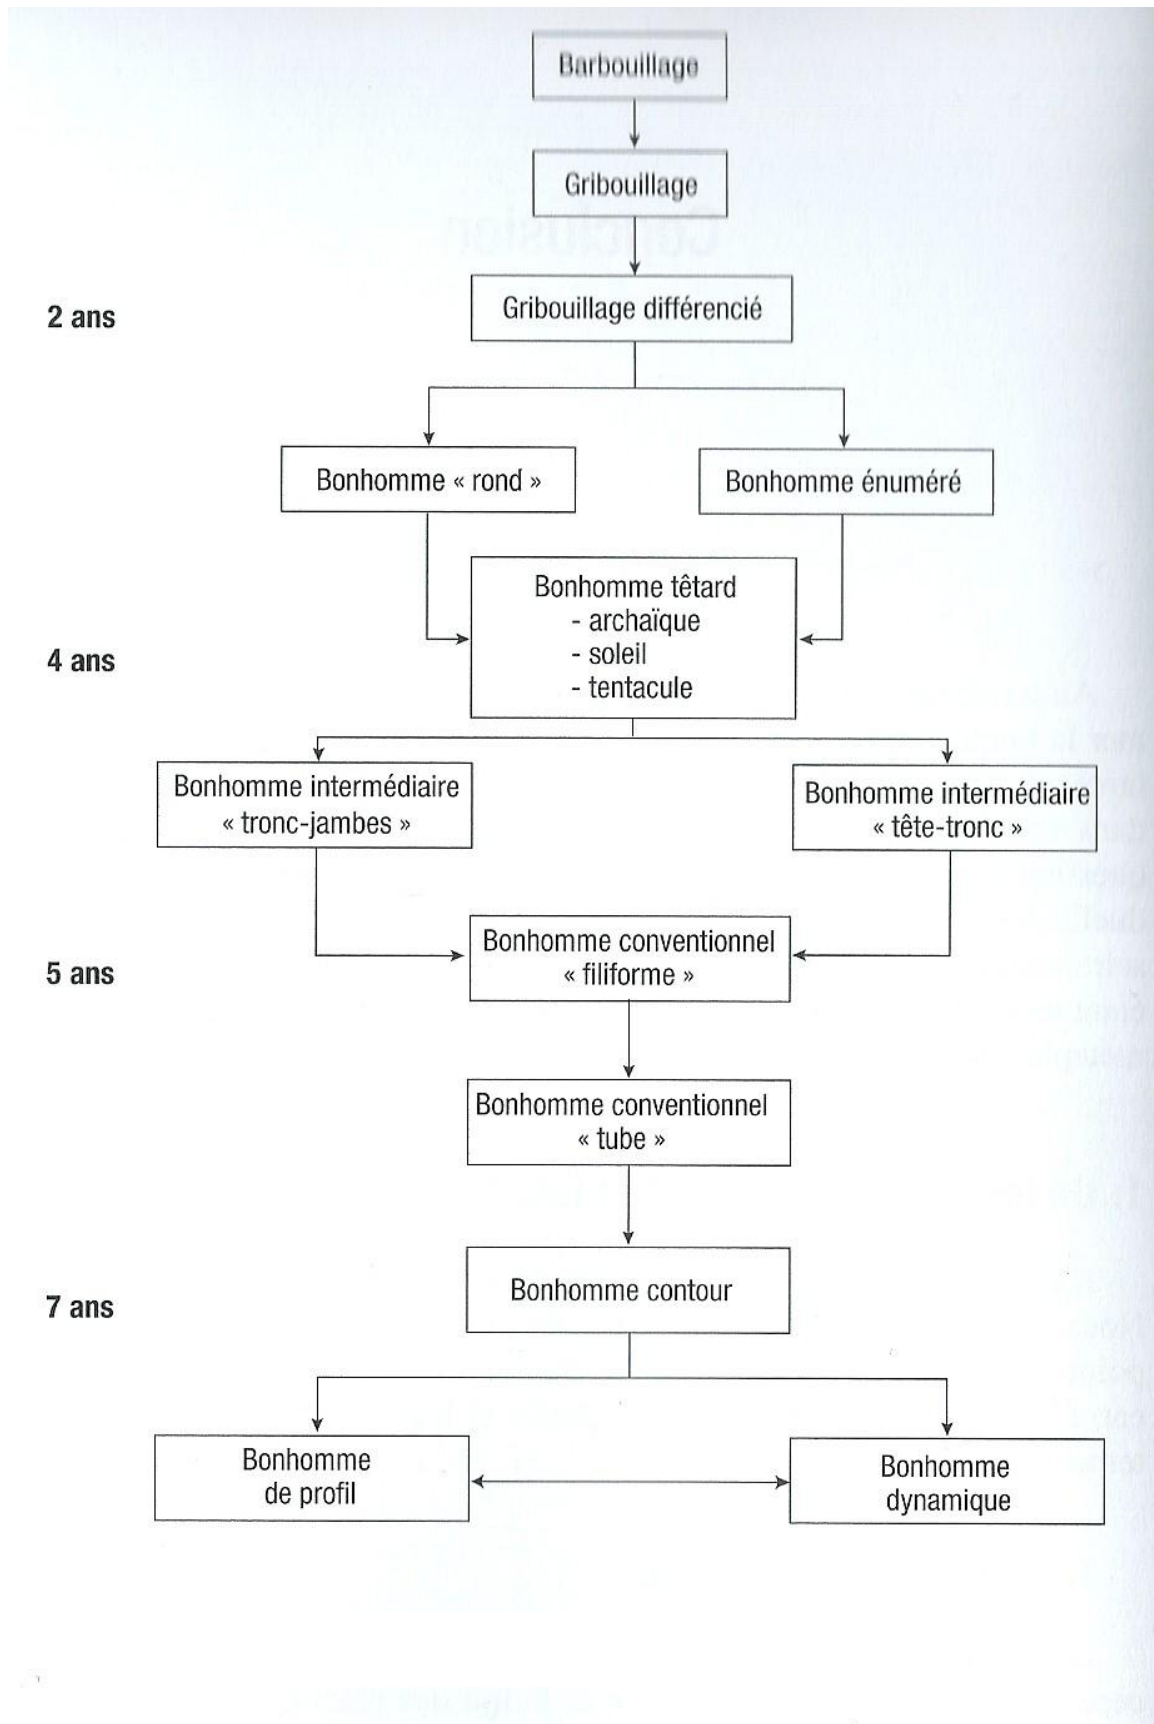 Barbouillage
Gribouillage
2 ans
Gribouillage différencié
Bonhomme « rond »
Bonhomme énuméré
Bonhomme têtard
- archaïque
- soleil
- tentacule
4 ans
Bonhomme intermédiaire
« tronc-jambes »
Bonhomme intermédiaire
« tête-tronc »
Bonhomme conventionnel
« filiforme »
5 ans
Bonhomme conventionnel
« tube »
Bonhomme contour
7 ans
Bonhomme
de profil
Bonhomme
dynamique